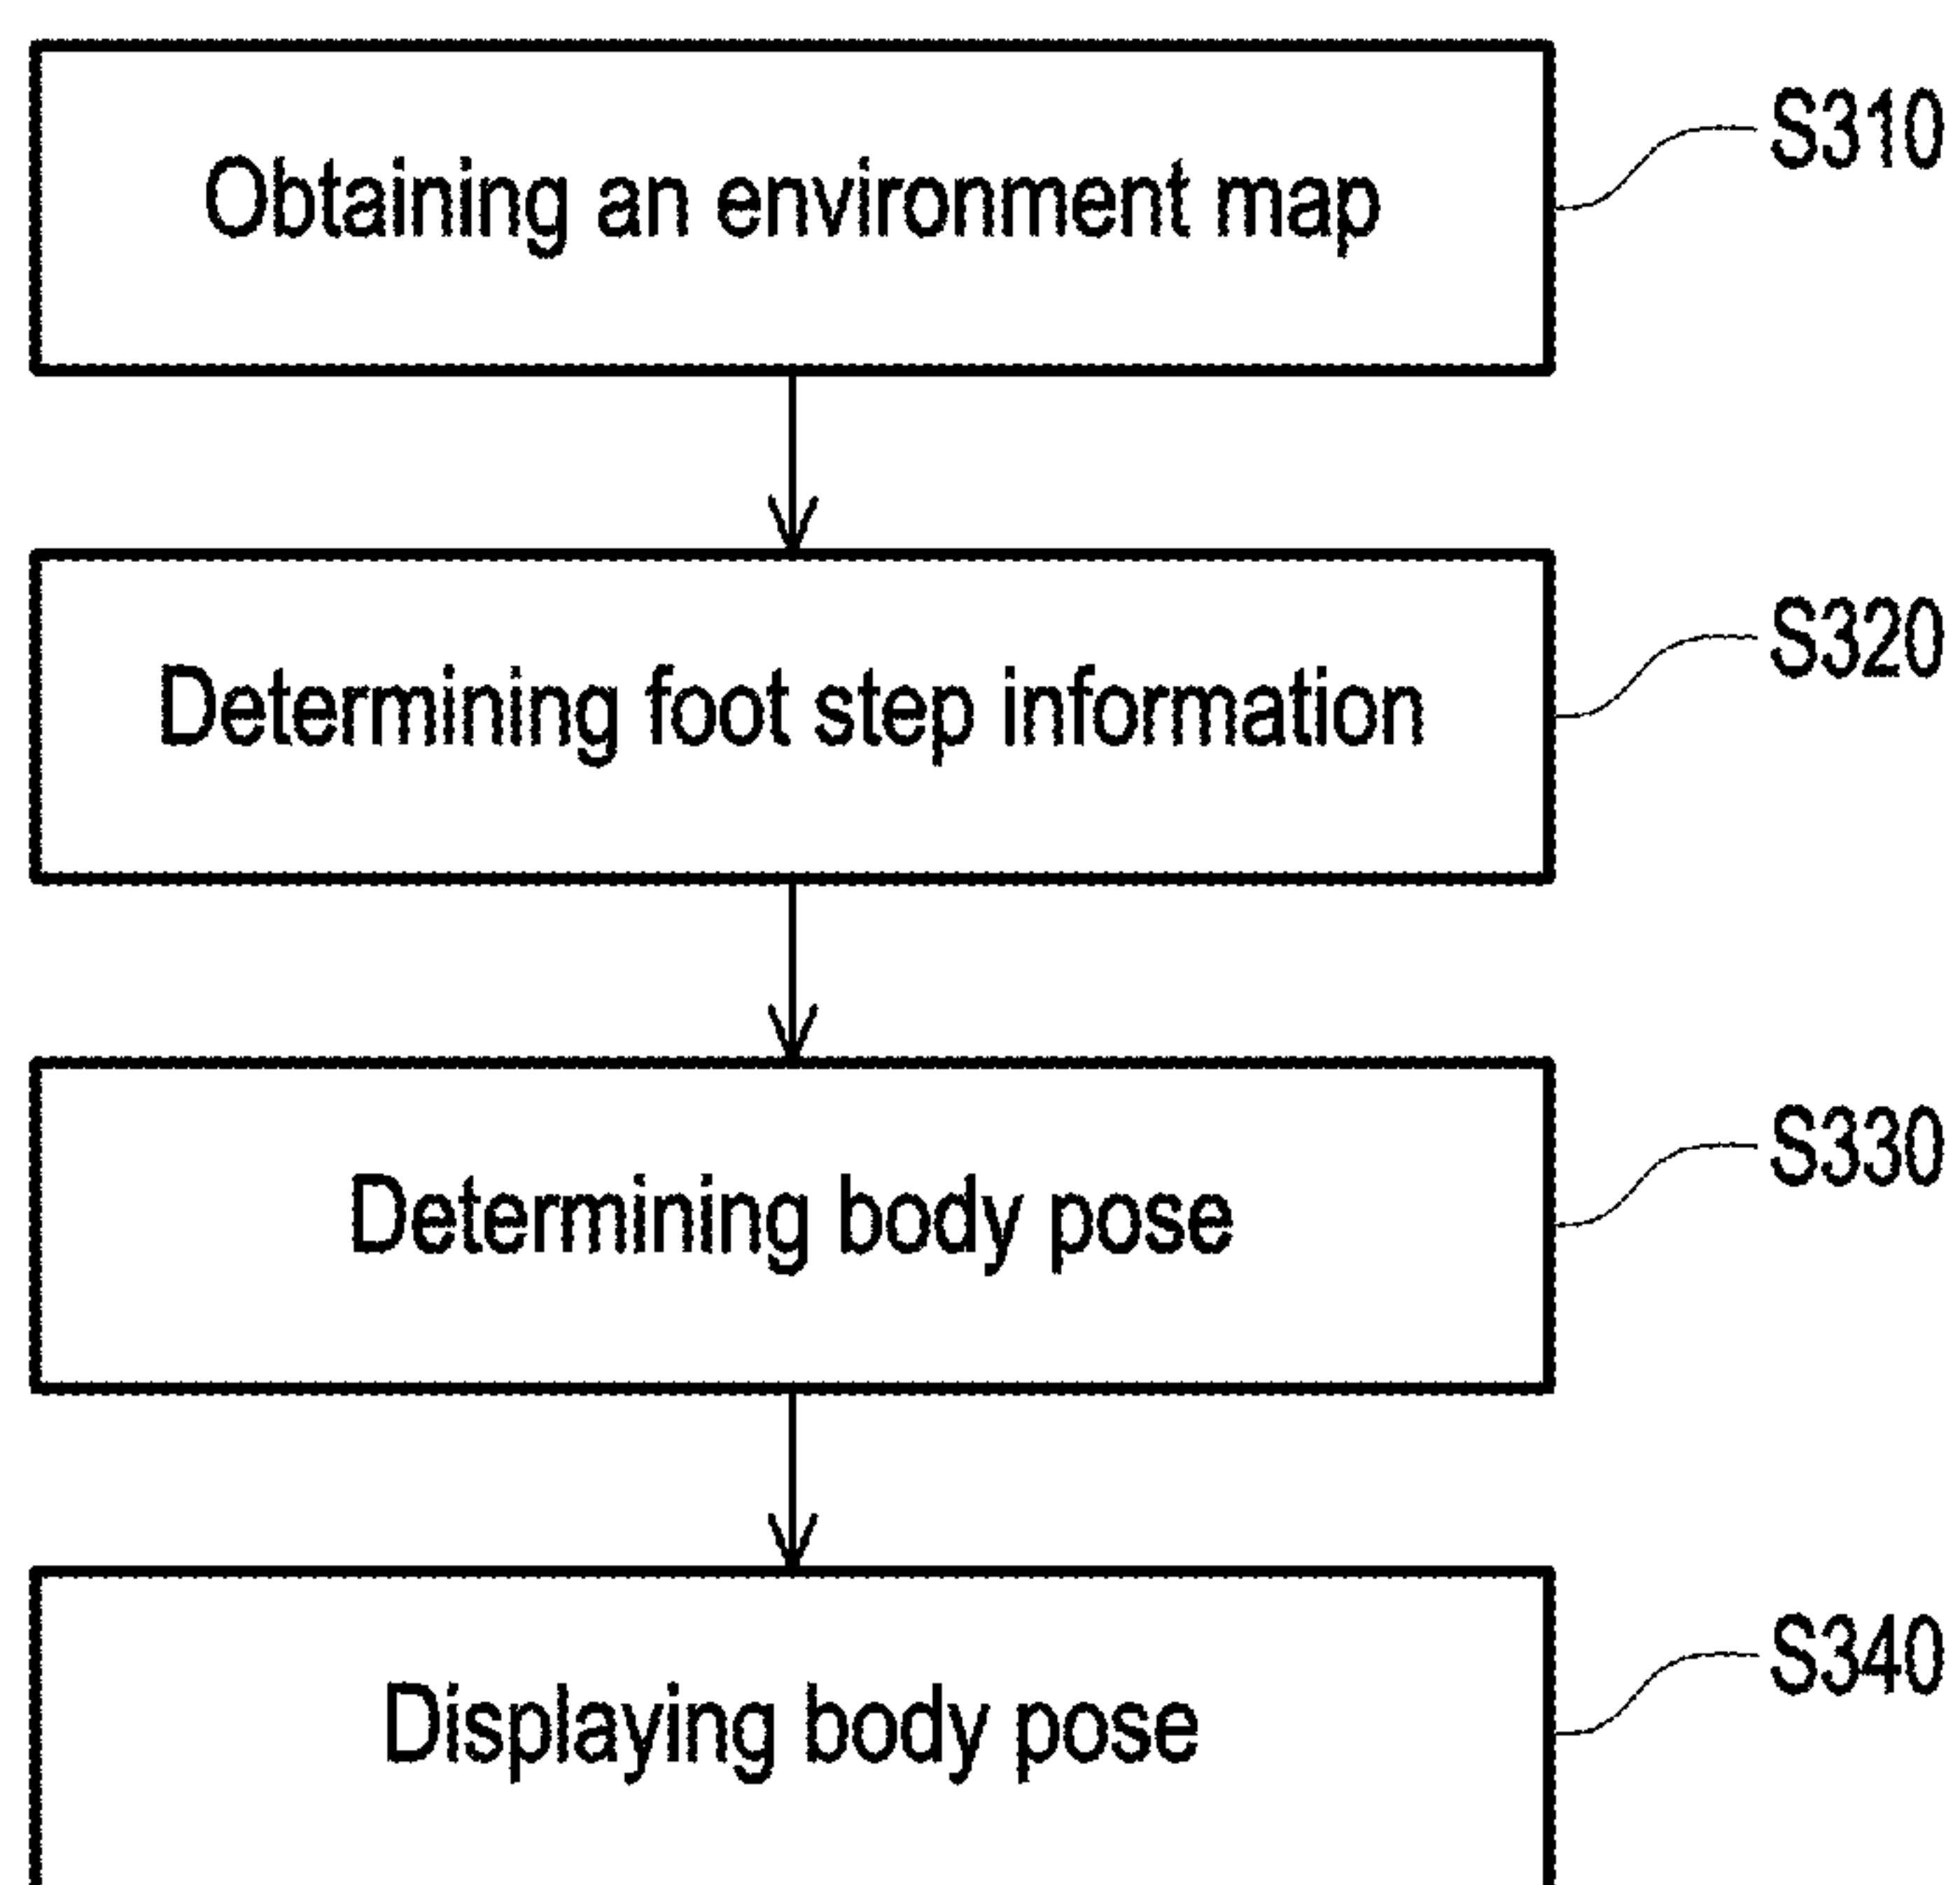 Obtaining an environment map
S310
Determining foot step information
S320
Determining body pose
S330
Displaying body pose
S340